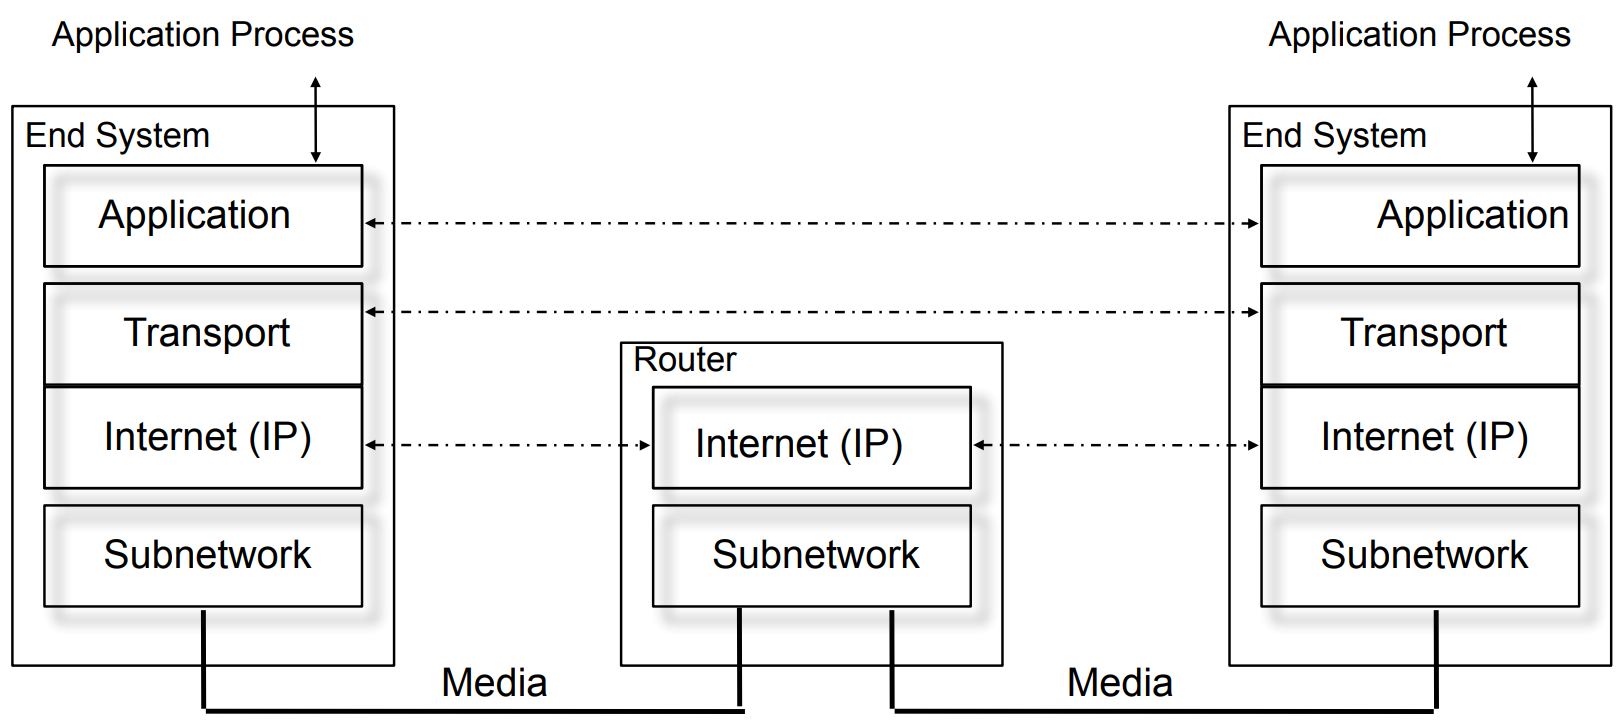 Application Process
Application Process
End System
End System
Application
Application
Transport
Transport
Router
Internet (IP)
Internet (IP)
Internet (IP)
Subnetwork
Subnetwork
Subnetwork
Media
Media